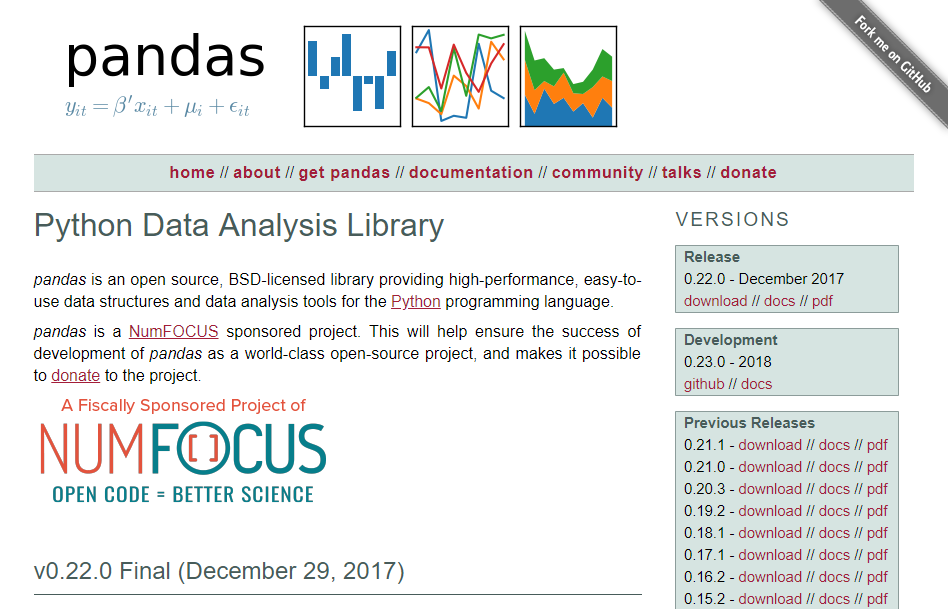 pandas
y_{it} = β′x_{it} + μ_i + ϵ_{it}
Fork me on GitHub
home // about // get pandas // documentation // community // talks // donate
Python Data Analysis Library
pandas is an open source, BSD-licensed library providing high-performance, easy-to-
use data structures and data analysis tools for the Python programming language.
pandas is a NumFOCUS sponsored project. This will help ensure the success of
development of pandas as a world-class open-source project, and makes it possible
to donate to the project.
A Fiscally Sponsored Project of
NUMFOCUS
OPEN CODE = BETTER SCIENCE
v0.22.0 Final (December 29, 2017)
VERSIONS
Release
0.22.0 - December 2017
download // docs // pdf
Development
0.23.0 - 2018
github // docs
Previous Releases
0.21.1 - download // docs // pdf
0.21.0 - download // docs // pdf
0.20.3 - download // docs // pdf
0.19.2 - download // docs // pdf
0.18.1 - download // docs // pdf
0.17.1 - download // docs // pdf
0.16.2 - download // docs // pdf
0.15.2 - download // docs // pdf